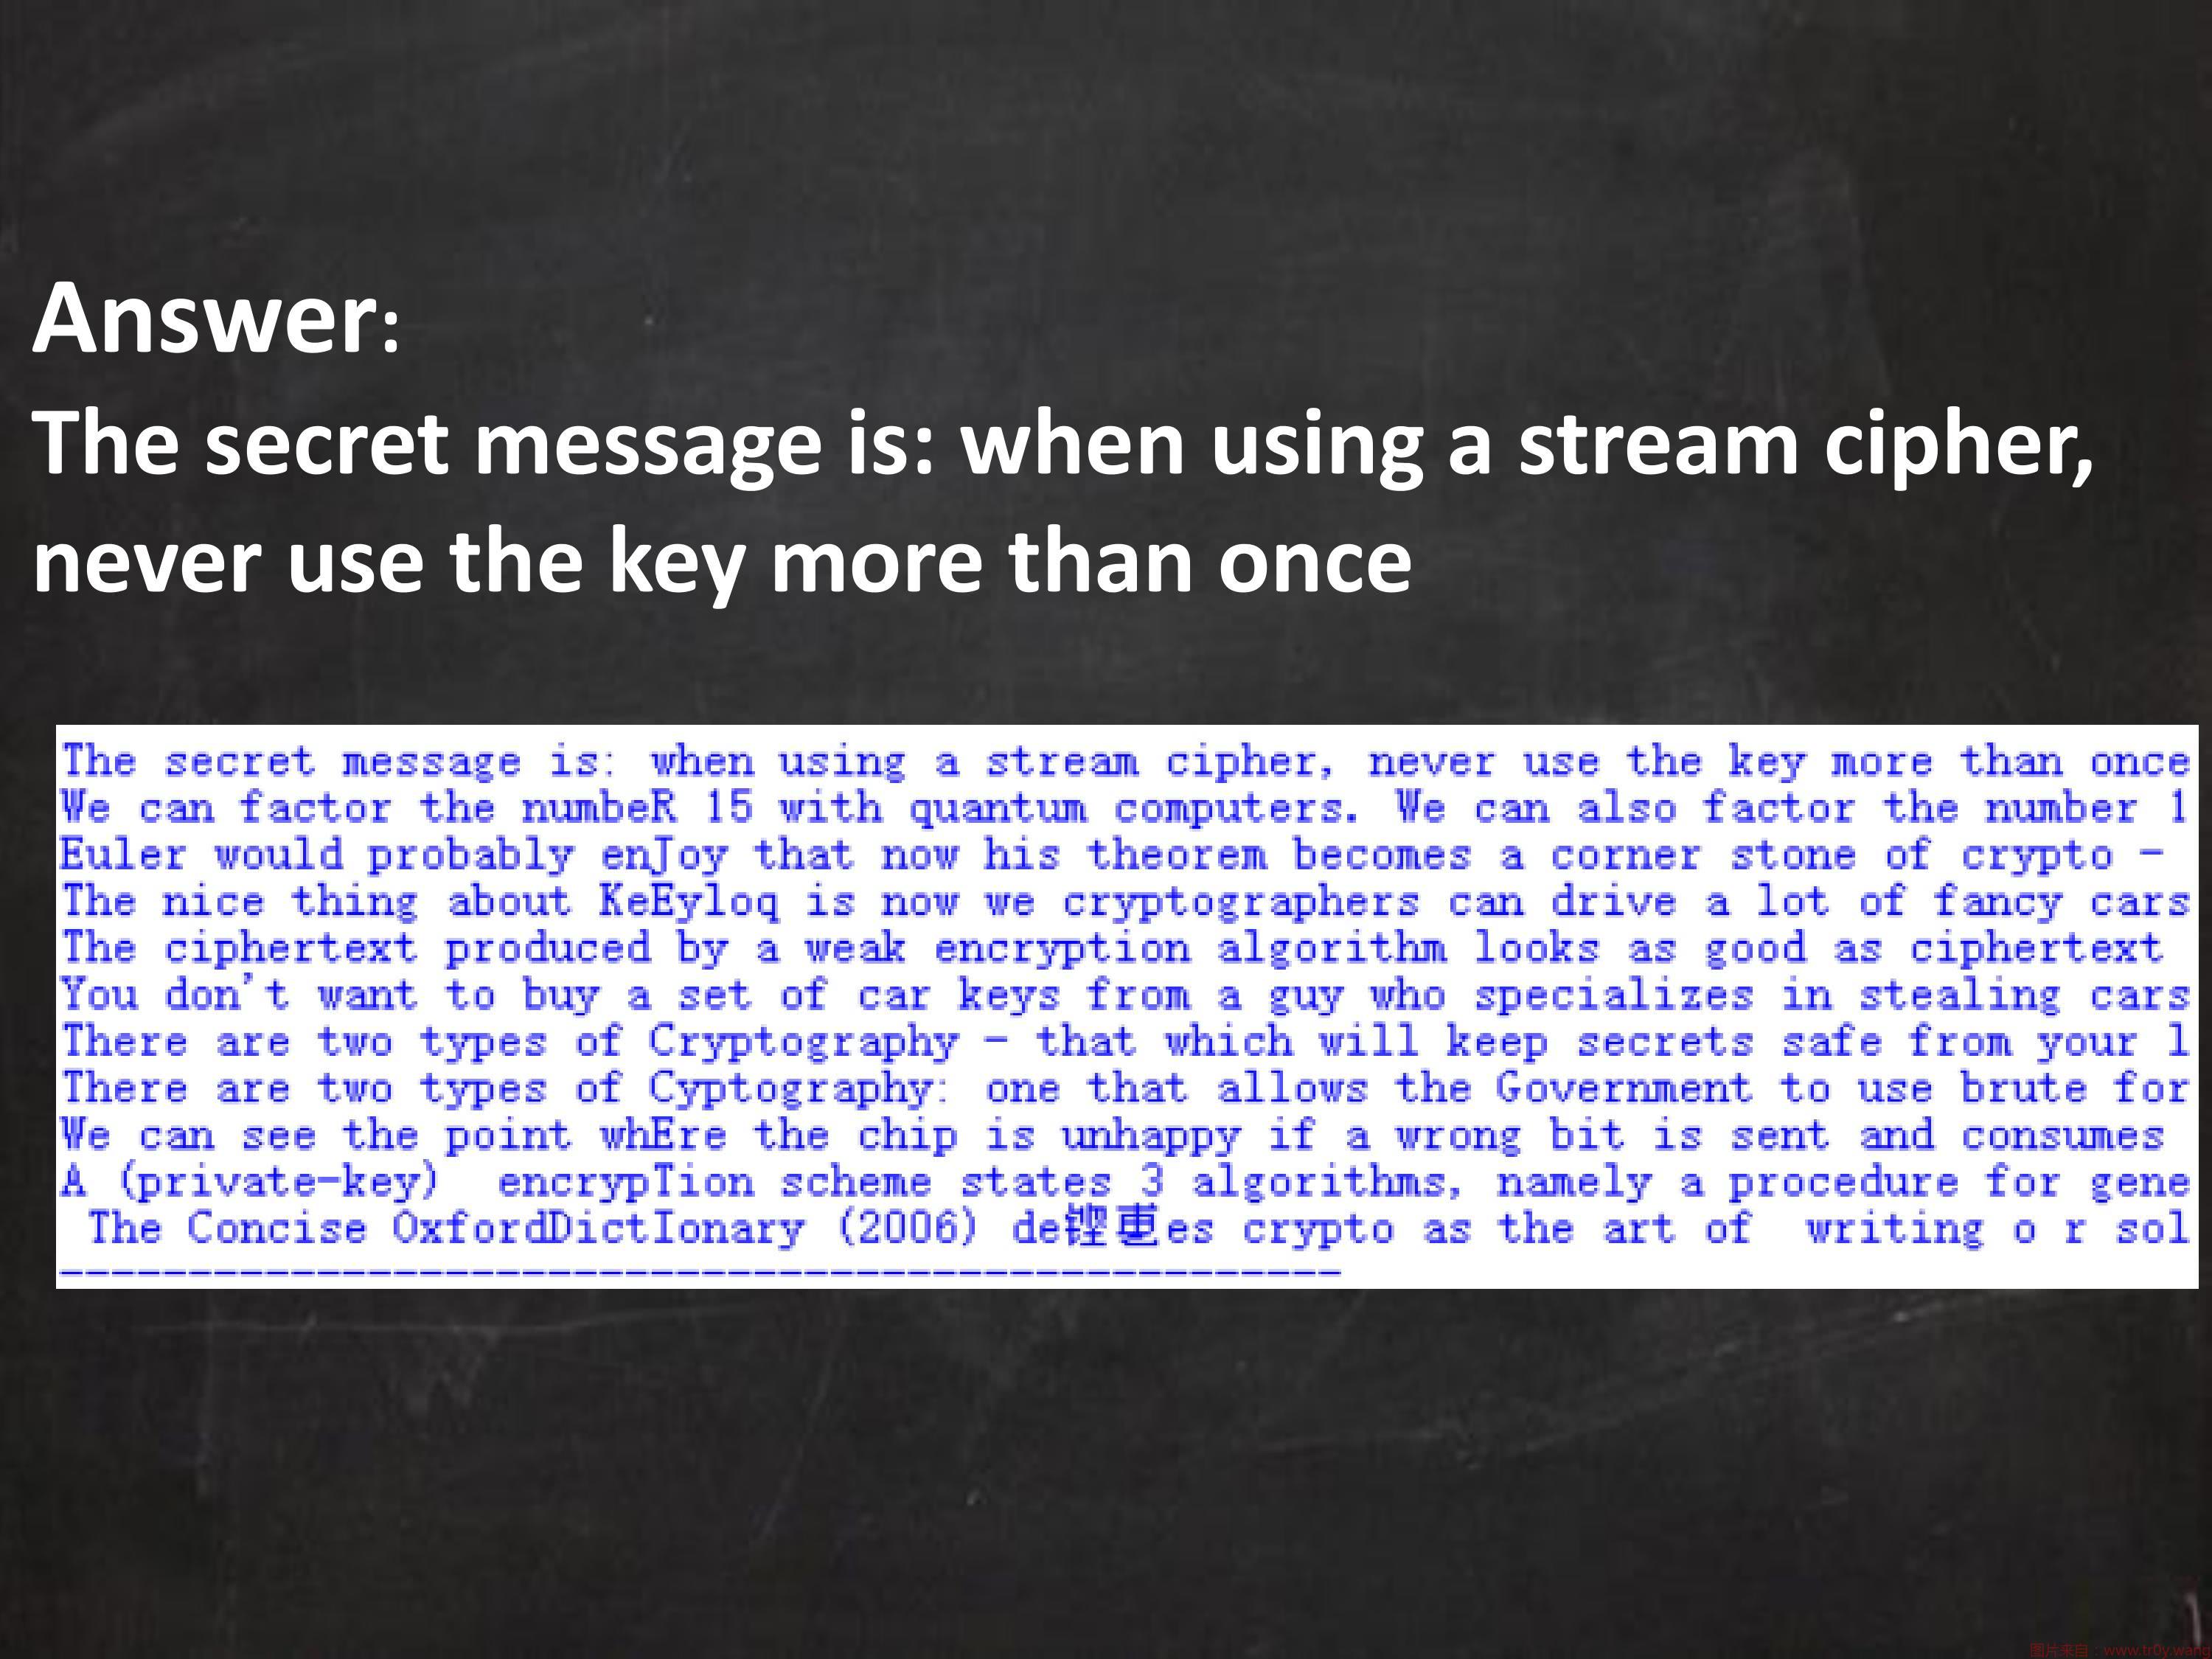 Answer:
The secret message is: when using a stream cipher,
never use the key more than once
The secret message is: when using a stream cipher, never use the key more than once
We can factor the numbeR 15 with quantum computers. We can also factor the number 1
Euler would probably enJoy that now his theorem becomes a corner stone of crypto -
The nice thing about KeEyloq is now we cryptographers can drive a lot of fancy cars
The ciphertext produced by a weak encryption algorithm looks as good as ciphertext
You don't want to buy a set of car keys from a guy who specializes in stealing cars
There are two types of Cryptography - that which will keep secrets safe from your l
There are two types of Cyptography: one that allows the Government to use brute for
We can see the point whEre the chip is unhappy if a wrong bit is sent and consumes
A (private-key)  encrypTion scheme states 3 algorithms, namely a procedure for gene
 The Concise OxfordDictIonary (2006) de铿恵es crypto as the art of  writing o r sol
--------------------------------------------------
图片来自：www.tr0y.wang